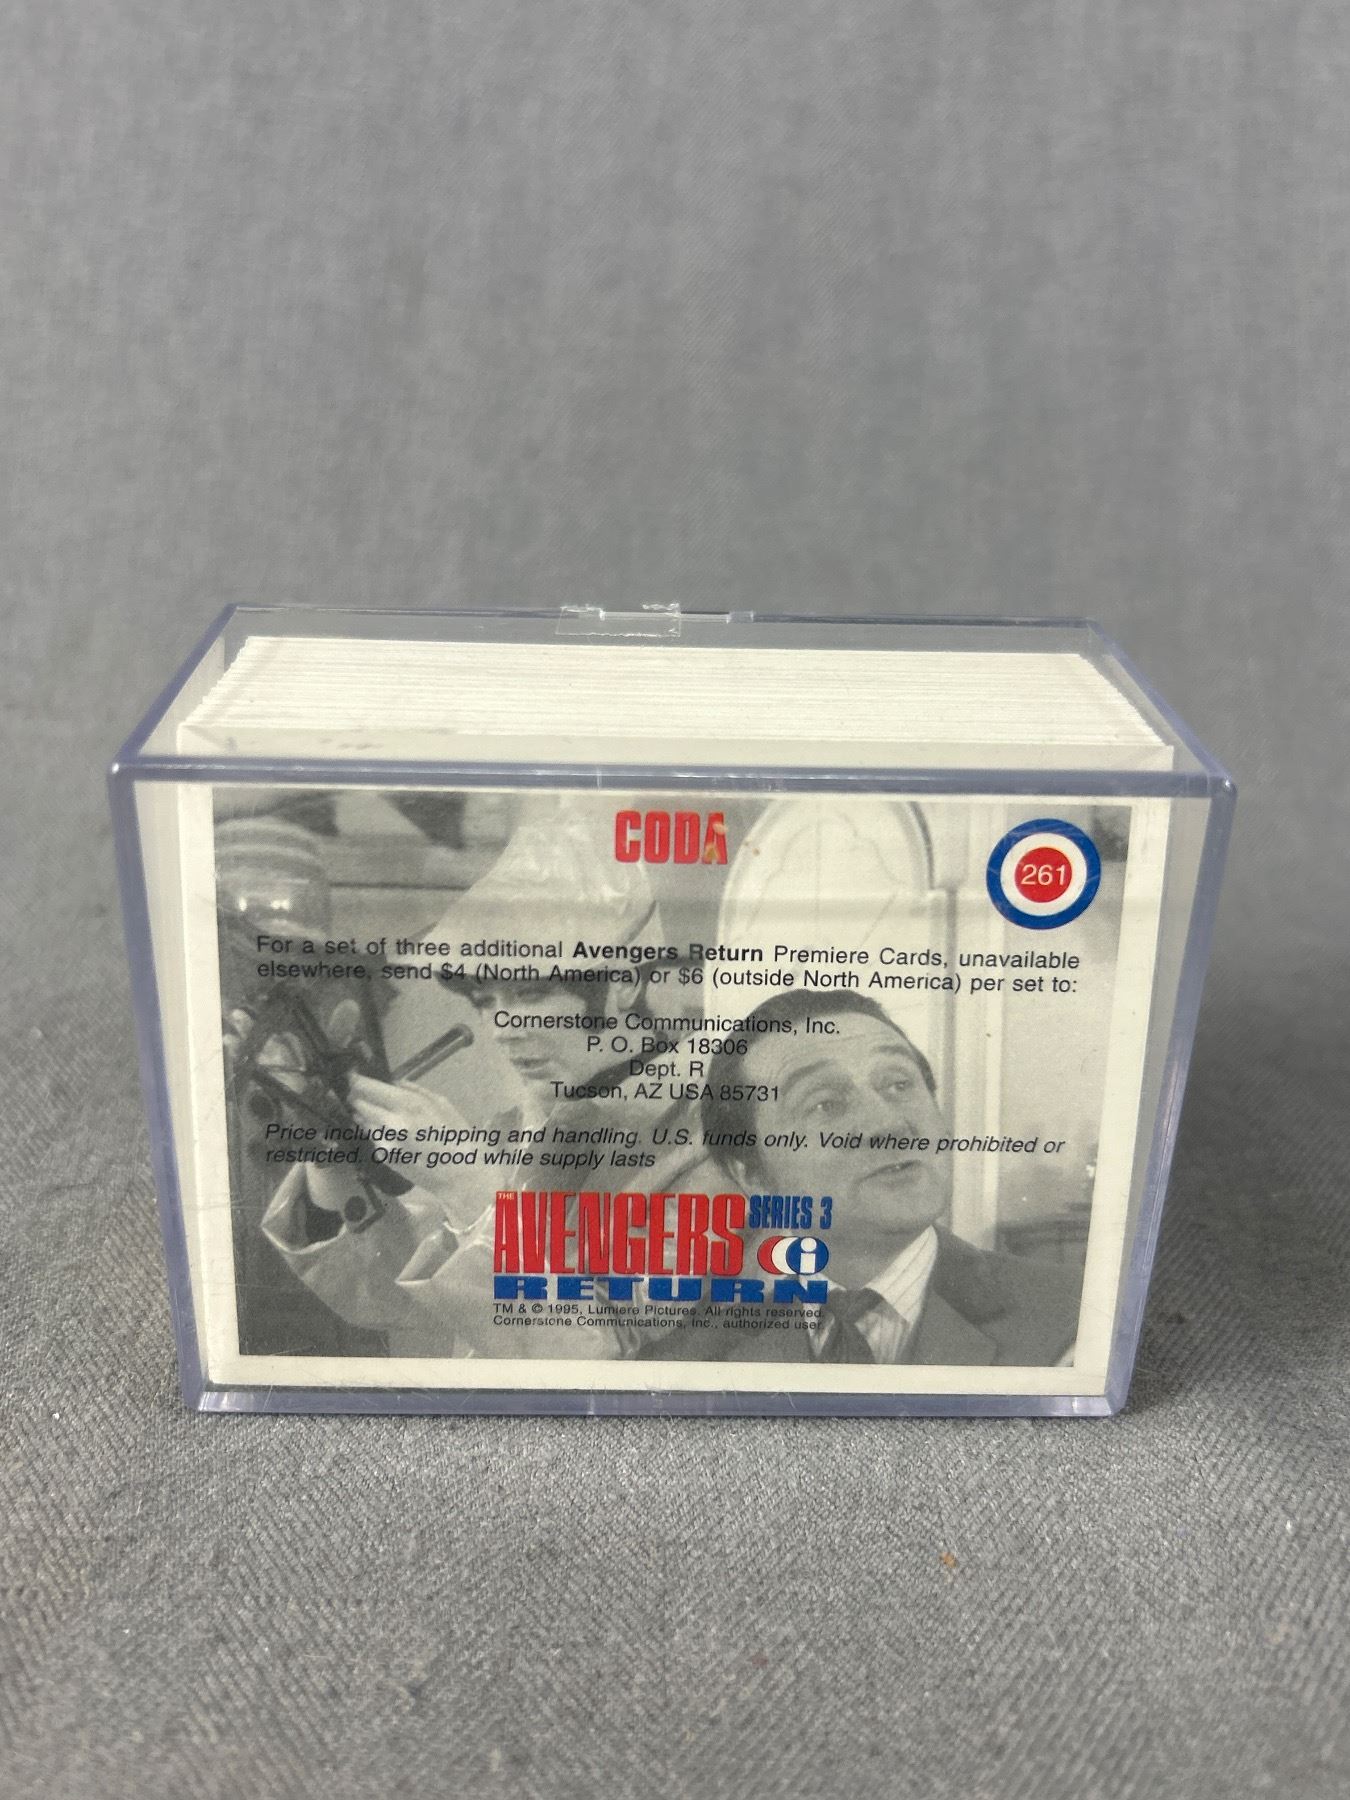 CODA
261
For a set of three additional Avengers Return Premiere Cards, unavailable
elsewhere, send $4 (North America) or $6 (outside North America) per set to:
Cornerstone Communications, Inc.
P. O. Box 18306
Dept. R
Tucson, AZ USA 85731
Price includes shipping and handling. U.S. funds only. Void where prohibited or
restricted. Offer good while supply lasts
THE AVENGERS SERIES 3
RETURN
TM & © 1995, Lumiere Pictures. All rights reserved.
Cornerstone Communications, Inc., authorized user